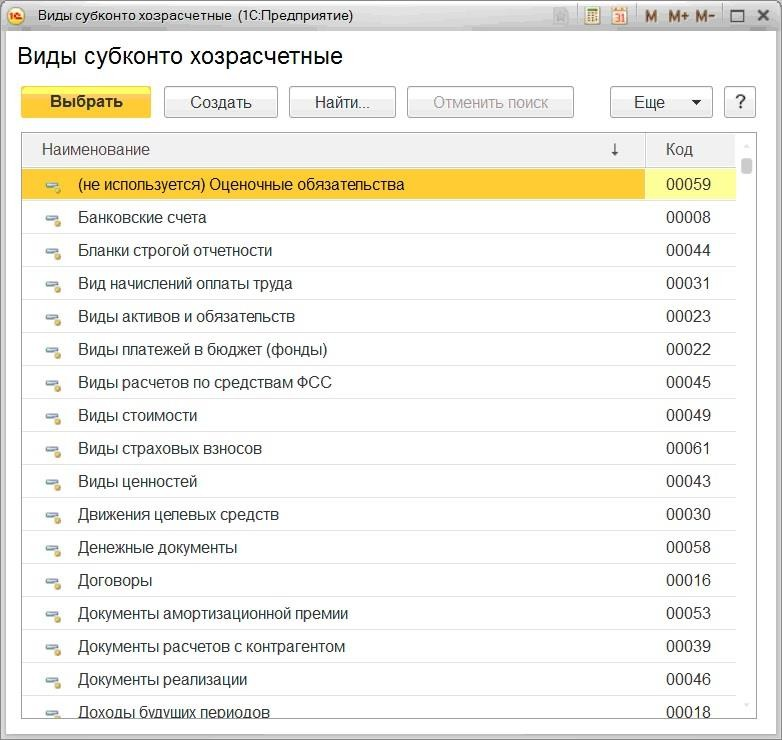 Виды субконто хозрасчетные (1С:Предприятие)
31 M M+ M-
Виды субконто хозрасчетные
Выбрать Создать Найти... Отменить поиск Еще ?
Наименование ↓ Код
(не используется) Оценочные обязательства 00059
Банковские счета 00008
Бланки строгой отчетности 00044
Вид начислений оплаты труда 00031
Виды активов и обязательств 00023
Виды платежей в бюджет (фонды) 00022
Виды расчетов по средствам ФСС 00045
Виды стоимости 00049
Виды страховых взносов 00061
Виды ценностей 00043
Движения целевых средств 00030
Денежные документы 00058
Договоры 00016
Документы амортизационной премии 00053
Документы расчетов с контрагентом 00039
Документы реализации 00046
Доходы будущих периодов 00018